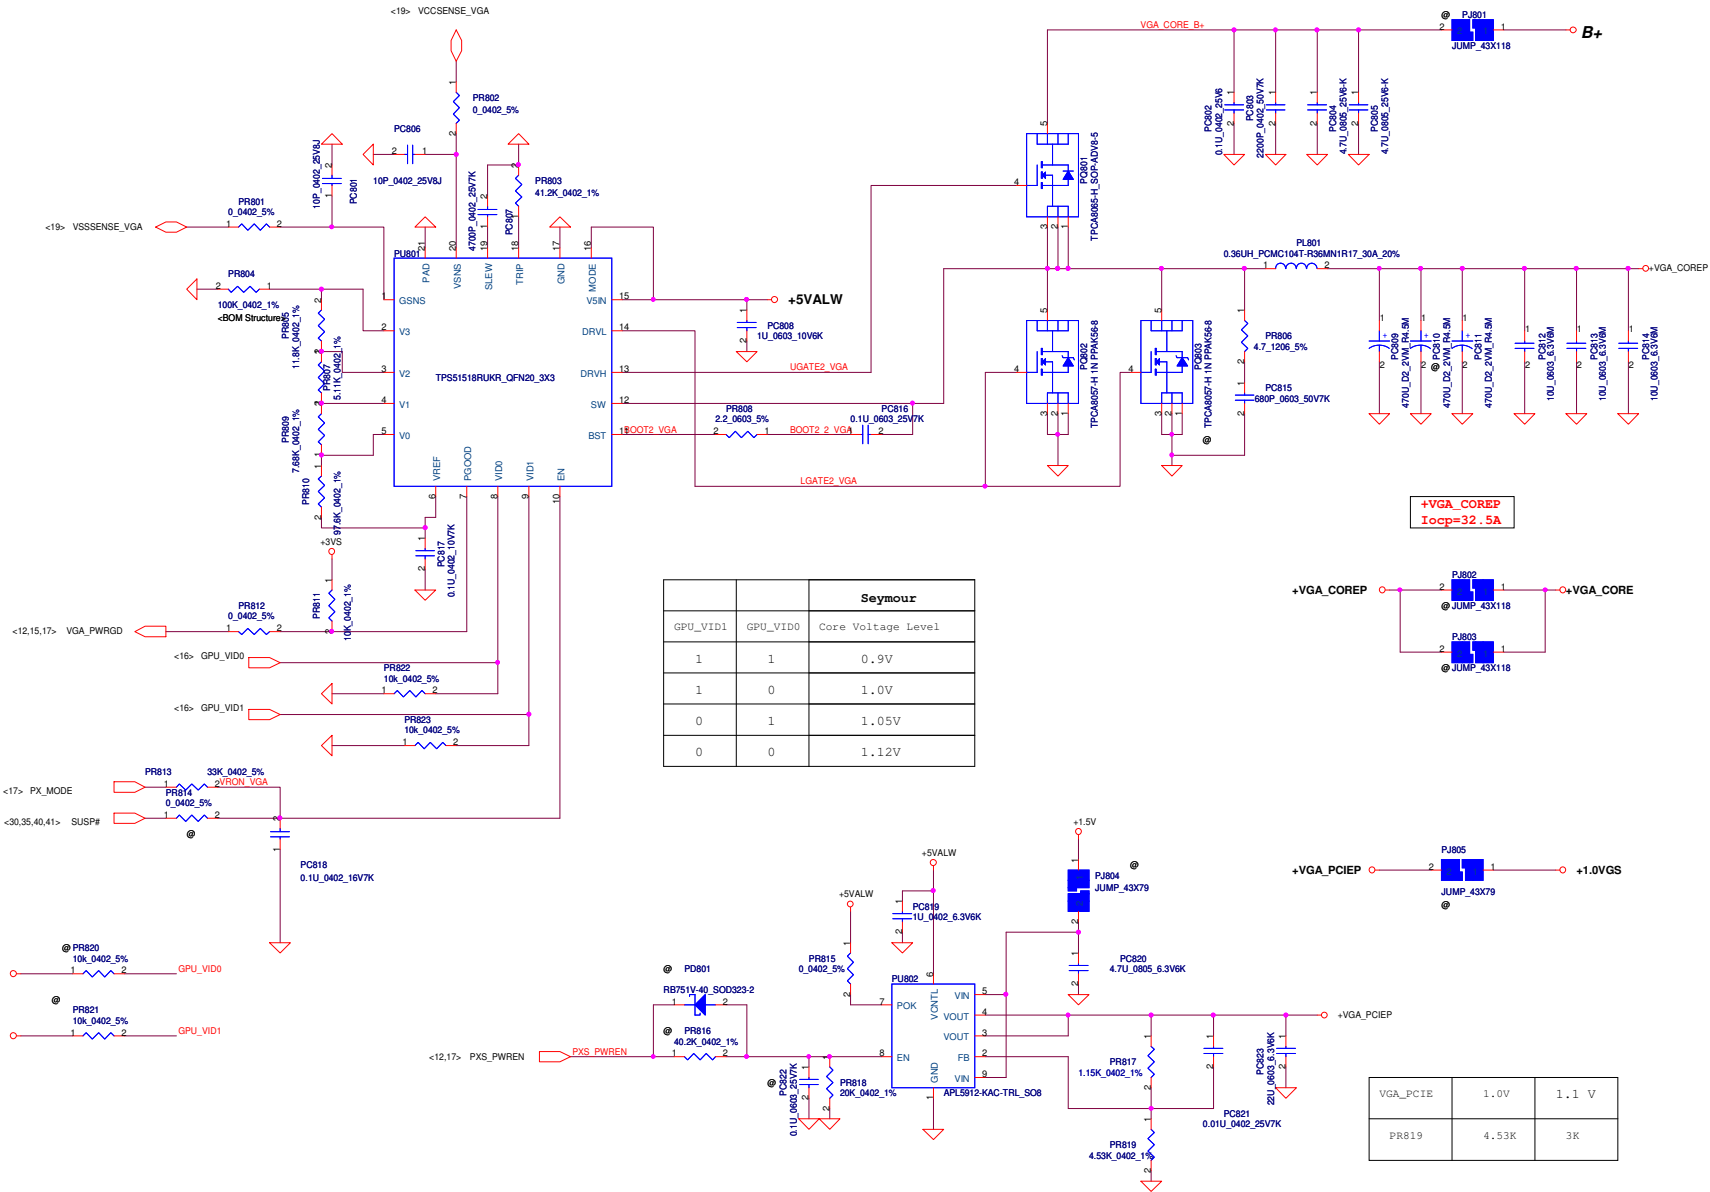 <19> VCCSENSE_VGA
PR802
0_0402_5%
PC806
10P_0402_25V8J
10P_0402_25V8J
PC801
PR801
0_0402_5%
<19> VSSSENSE_VGA
4700P_0402_25V7K
PC807
PR803
41.2K_0402_1%
PR804
100K_0402_1%
<BOM Structure>
PR805
11.8K_0402_1%
PR807
5.11K_0402_1%
PR809
7.68K_0402_1%
PR810
97.6K_0402_1%
PU801
PAD
VSNS
SLEW
TRIP
GND
MODE
GSNS
V3
V2
V1
V0
V5IN
DRVL
DRVH
SW
BST
TPS51518RUKR_QFN20_3X3
VREF
PGOOD
VID0
VID1
EN
+5VALW
PC808
1U_0603_10V6K
UGATE2_VGA
BOOT2_VGA
PR808
2.2_0603_5%
BOOT2_2_VGA
PC816
0.1U_0603_25V7K
LGATE2_VGA
VGA_CORE_B+
@
PJ801
JUMP_43X118
B+
PC802
0.1U_0402_25V6
PC803
2200P_0402_50V7K
PC804
4.7U_0805_25V6-K
PC805
4.7U_0805_25V6-K
PQ801
TPCA8065-H_SOP-ADV8-5
PL801
0.36UH_PCMC104T-R36MN1R17_30A_20%
+VGA_COREP
PQ802
TPCA8057-H 1N PPAK56-8
PQ803
TPCA8057-H 1N PPAK56-8
@
PR806
4.7_1206_5%
PC815
680P_0603_50V7K
PC809
470U_D2_2VM_R4.5M
PC810
@
470U_D2_2VM_R4.5M
PC811
470U_D2_2VM_R4.5M
PC812
10U_0603_6.3V6M
PC813
10U_0603_6.3V6M
PC814
10U_0603_6.3V6M
+VGA_COREP
Iocp=32.5A
PC817
0.1U_0402_10V7K
+3VS
PR811
10K_0402_1%
PR812
0_0402_5%
<12,15,17> VGA_PWRGD
<16> GPU_VID0
PR822
10k_0402_5%
<16> GPU_VID1
PR823
10k_0402_5%
PR813
33K_0402_5%
VRON_VGA
<17> PX_MODE
PR814
0_0402_5%
<30,35,40,41> SUSP#
@
PC818
0.1U_0402_16V7K
Seymour
GPU_VID1 GPU_VID0 Core Voltage Level
1 1 0.9V
1 0 1.0V
0 1 1.05V
0 0 1.12V
+VGA_COREP
PJ802
@ JUMP_43X118
+VGA_CORE
PJ803
@ JUMP_43X118
@ PR820
10k_0402_5%
GPU_VID0
@
PR821
10k_0402_5%
GPU_VID1
+5VALW
+5VALW
PC819
1U_0402_6.3V6K
PR815
0_0402_5%
@ PD801
RB751V-40_SOD323-2
@ PR816
40.2K_0402_1%
<12,17> PXS_PWREN
PXS_PWREN
@
PC822
0.1U_0603_25V7K
PR818
20K_0402_1%
PU802
POK
VCNTL
VIN
VOUT
VOUT
FB
EN
GND
VIN
APL5912-KAC-TRL_SO8
+1.5V
@
PJ804
JUMP_43X79
PC820
4.7U_0805_6.3V6K
+VGA_PCIEP
PR817
1.15K_0402_1%
PC821
0.01U_0402_25V7K
PC823
22U_0603_6.3V6K
PR819
4.53K_0402_1%
+VGA_PCIEP
PJ805
JUMP_43X79
@
+1.0VGS
VGA_PCIE 1.0V 1.1 V
PR819 4.53K 3K